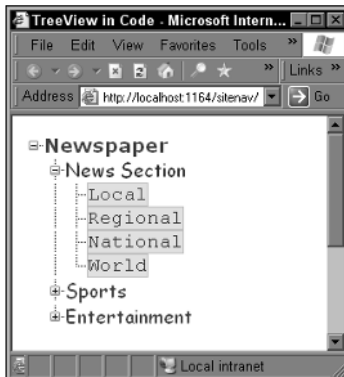 TreeView in Code - Microsoft Intern...
File Edit View Favorites Tools »
» Links »
Address http://localhost:1164/sitenav/ Go
Newspaper
News Section
Local
Regional
National
World
Sports
Entertainment
Local intranet